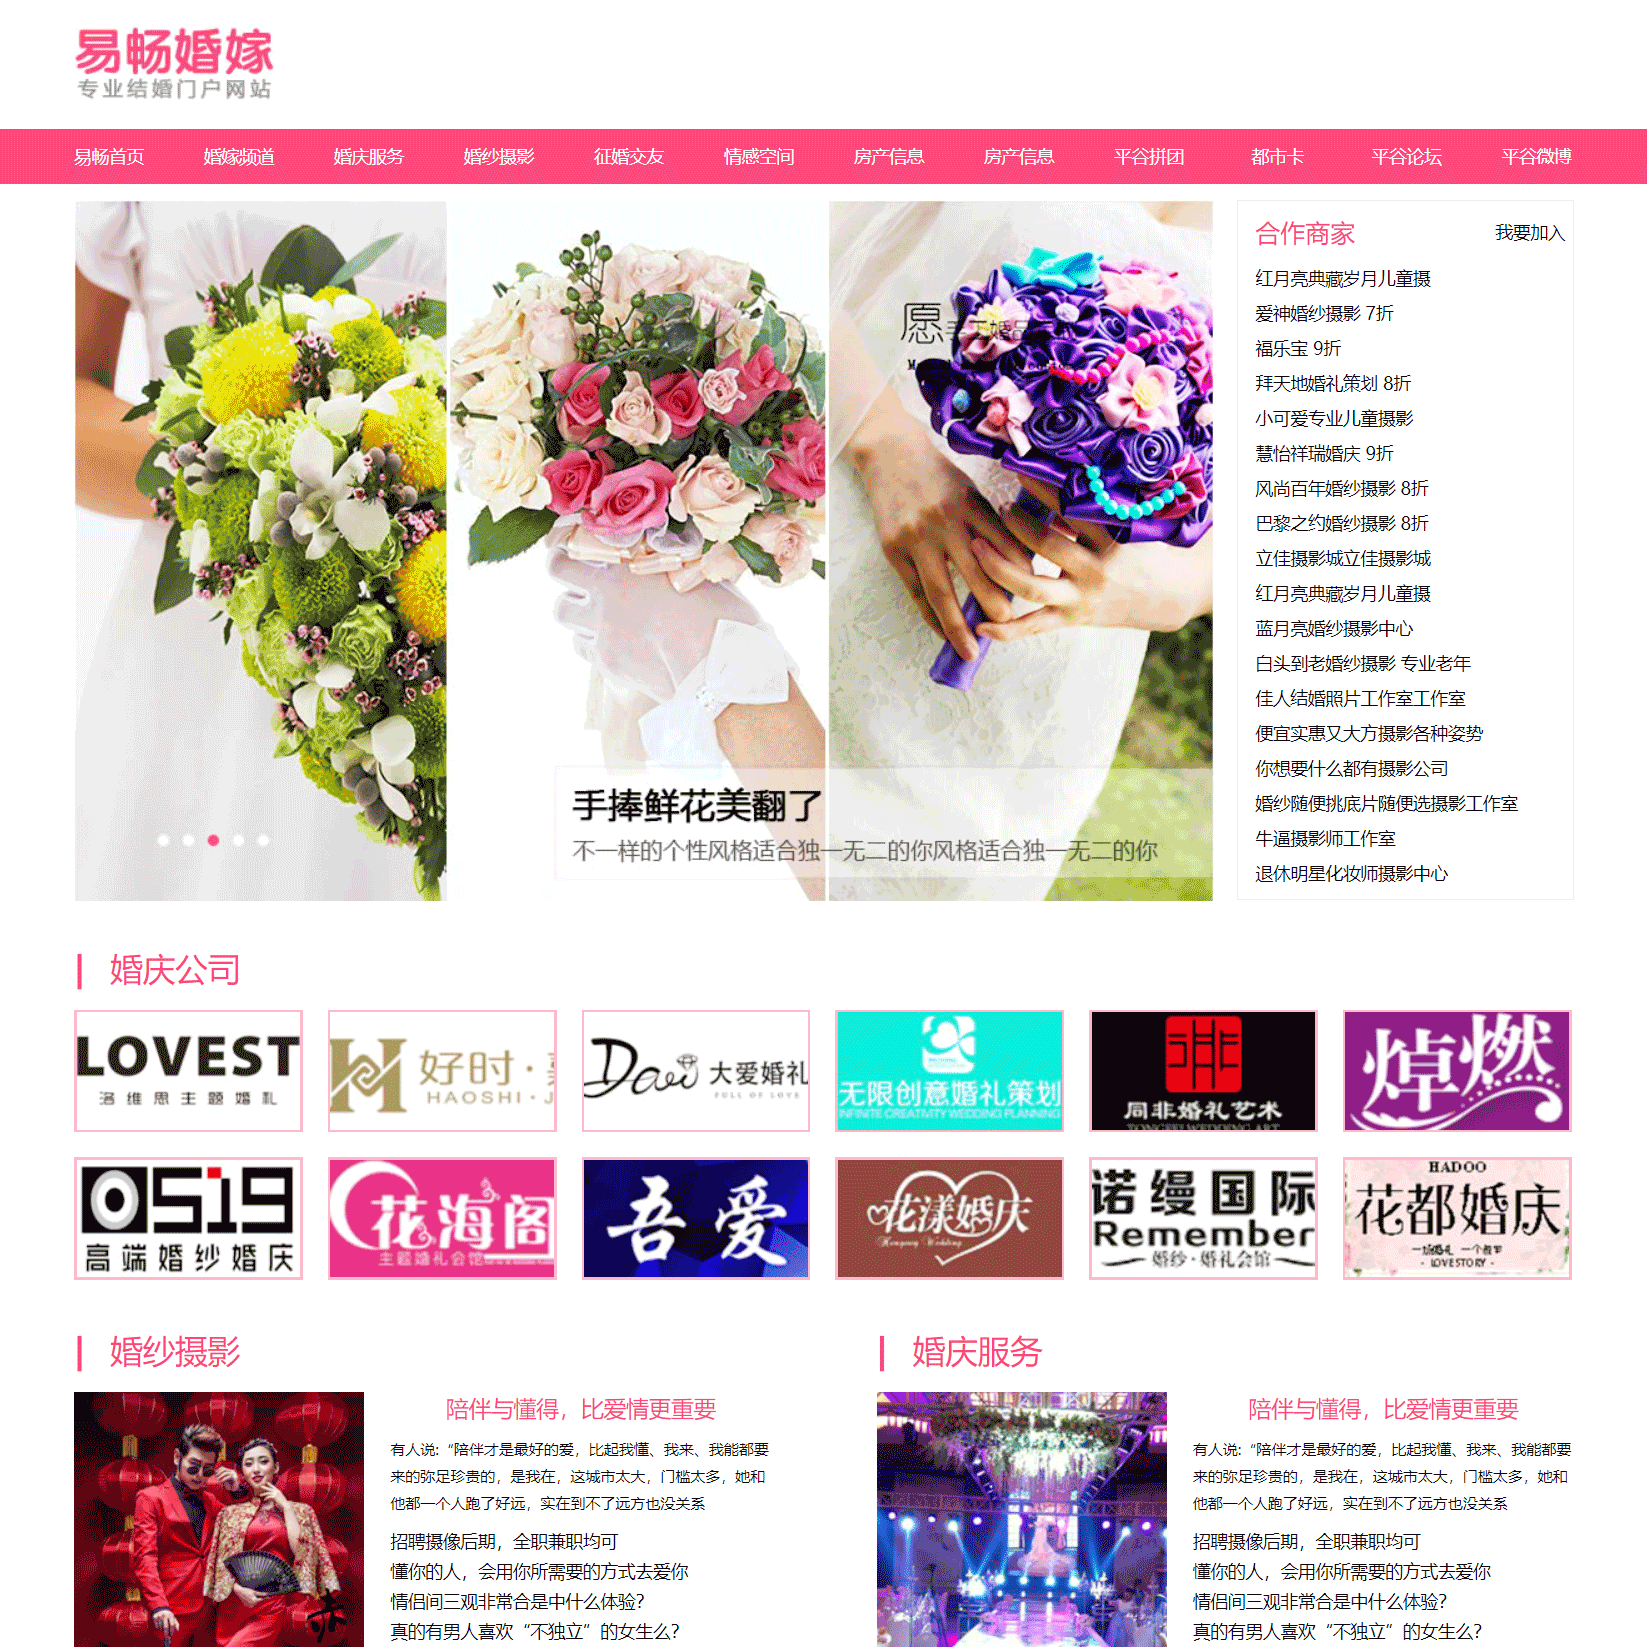 易畅婚嫁
专业结婚门户网站
易畅首页 婚嫁频道 婚庆服务 婚纱摄影 征婚交友 情感空间 房产信息 房产信息 平谷拼团 都市卡 平谷论坛 平谷微博
愿手工婚品
手捧鲜花美翻了
不一样的个性风格适合独一无二的你风格适合独一无二的你
合作商家 我要加入
红月亮典藏岁月儿童摄
爱神婚纱摄影 7折
福乐宝 9折
拜天地婚礼策划 8折
小可爱专业儿童摄影
慧怡祥瑞婚庆 9折
风尚百年婚纱摄影 8折
巴黎之约婚纱摄影 8折
立佳摄影城立佳摄影城
红月亮典藏岁月儿童摄
蓝月亮婚纱摄影中心
白头到老婚纱摄影 专业老年
佳人结婚照片工作室工作室
便宜实惠又大方摄影各种姿势
你想要什么都有摄影公司
婚纱随便挑底片随便选摄影工作室
牛逼摄影师工作室
退休明星化妆师摄影中心
婚庆公司
LOVEST
洛维思主题婚礼
好时·
HAOSHI · J
Davi 大爱婚礼
FULL OF LOVE
无限创意婚礼策划
INFINITE CREATIVITY WEDDING PLANNING
同非婚礼艺术
TONGFEI WEDDING ART
焯燃
0519
高端婚纱婚庆
花海阁
主题婚礼会馆
吾爱
花漾婚庆
Huayang Wedding
诺缦国际
Remember
婚纱·婚礼会馆
HADOO
花都婚庆
一场婚礼 一个故事
· LOVESTORY ·
婚纱摄影
陪伴与懂得，比爱情更重要
有人说:“陪伴才是最好的爱，比起我懂、我来、我能都要
来的弥足珍贵的，是我在，这城市太大，门槛太多，她和
他都一个人跑了好远，实在到不了远方也没关系
招聘摄像后期，全职兼职均可
懂你的人，会用你所需要的方式去爱你
情侣间三观非常合是中什么体验?
真的有男人喜欢“不独立”的女生么?
婚庆服务
陪伴与懂得，比爱情更重要
有人说:“陪伴才是最好的爱，比起我懂、我来、我能都要
来的弥足珍贵的，是我在，这城市太大，门槛太多，她和
他都一个人跑了好远，实在到不了远方也没关系
招聘摄像后期，全职兼职均可
懂你的人，会用你所需要的方式去爱你
情侣间三观非常合是中什么体验?
真的有男人喜欢“不独立”的女生么?